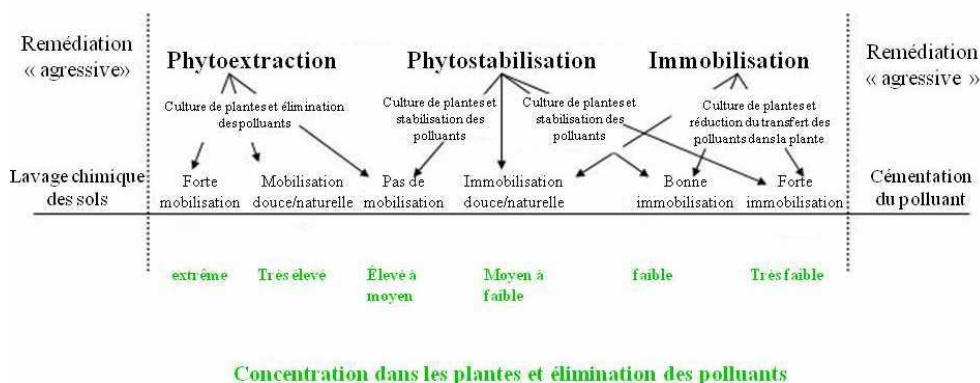 Remédiation
« agressive»
Phytoextraction
Phytostabilisation
Immobilisation
Remédiation
« agressive »
Culture de plantes et élimination
des polluants
Culture de plantes et
stabilisation des
polluants
Culture de plantes et
stabilisation des
polluants
Culture de plantes et
réduction du transfert des
polluants dans la plante
Lavage chimique
des sols
Forte
mobilisation
Mobilisation
douce/naturelle
Pas de
mobilisation
Immobilisation
douce/naturelle
Bonne
immobilisation
Forte
immobilisation
Cémentation
du polluant
extrême
Très élevé
Élevé à
moyen
Moyen à
faible
faible
Très faible
Concentration dans les plantes et élimination des polluants